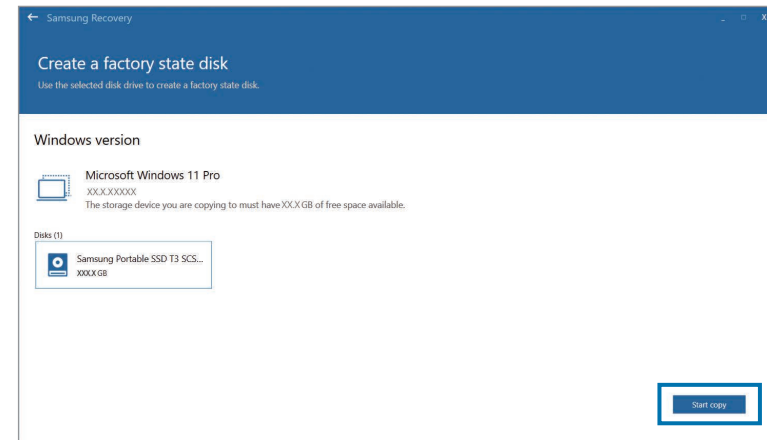 ← Samsung Recovery
Create a factory state disk
Use the selected disk drive to create a factory state disk.
Windows version
Microsoft Windows 11 Pro
XX.X.XXXXX
The storage device you are copying to must have XX.X GB of free space available.
Disks (1)
Samsung Portable SSD T3 SCS...
XXX.X GB
Start copy